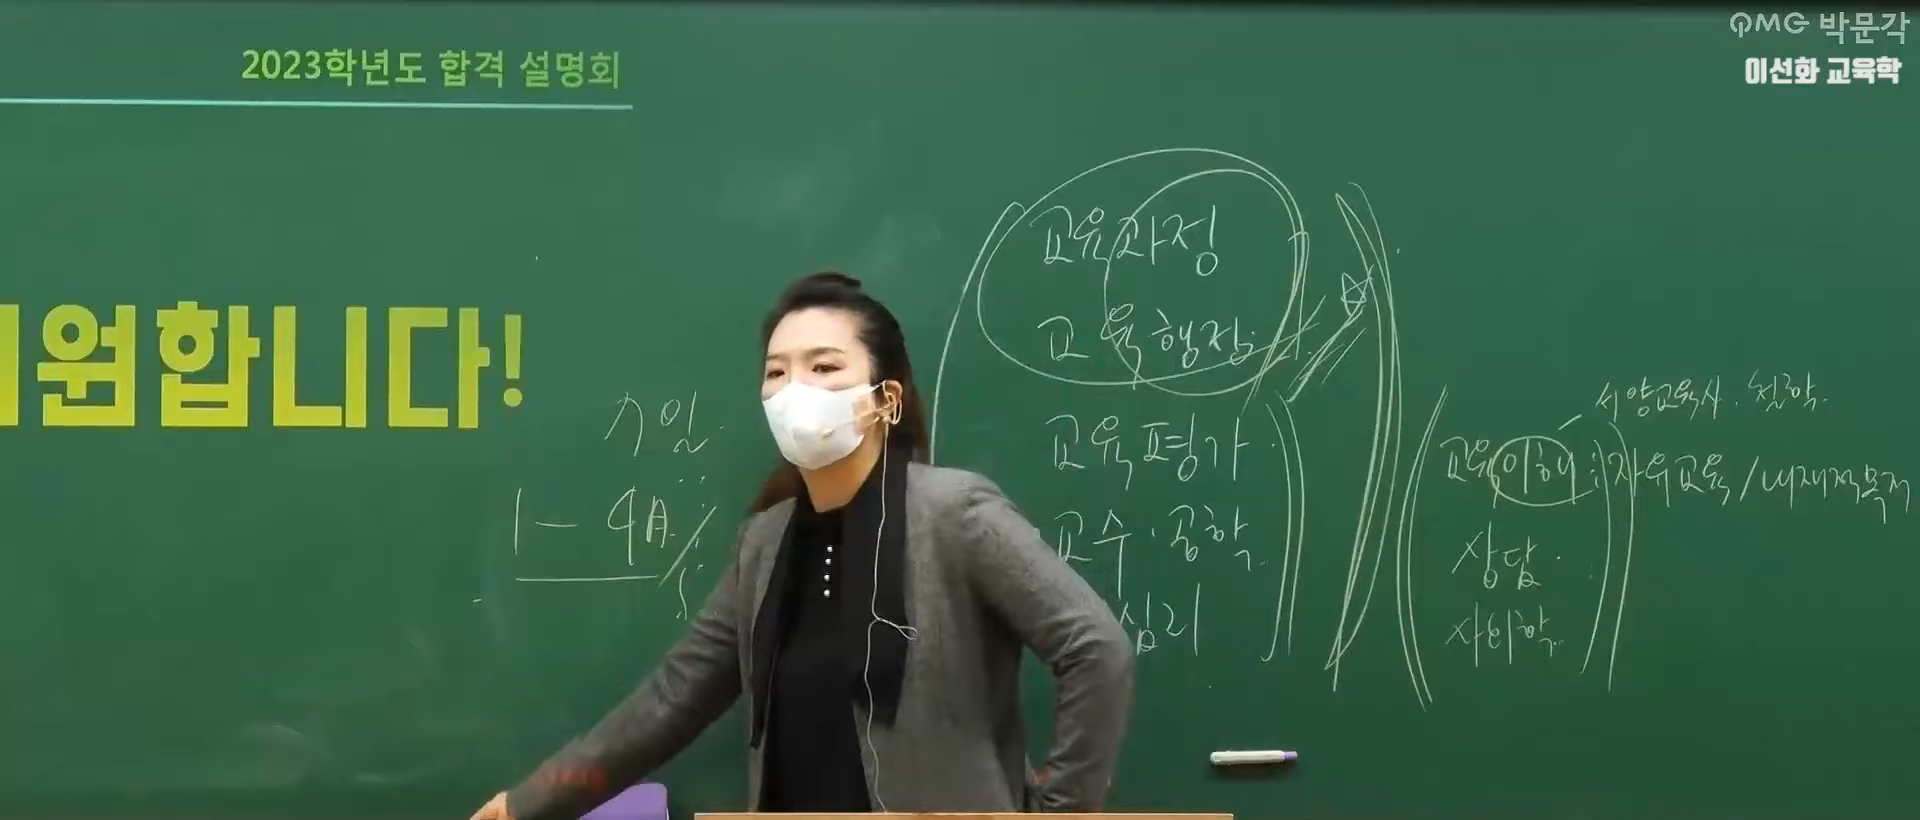 PMG 박문각
이선화 교육학
2023학년도 합격 설명회
원합니다!
교육과정
교육행정
교육평가
교수·공학
심리
7일
1 - 4月
서양교육사·철학
교육이해: 자유교육/내재적목적
상담
사회학